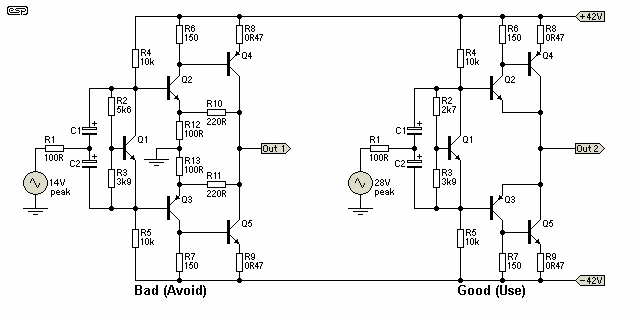 esp
+42V
R4
10k
R6
150
R8
0R47
Q4
Q2
R2
5k6
R10
220R
C1
+
R12
100R
Q1
R1
100R
Out 1
C2
+
R13
100R
14V
peak
R3
3k9
R11
220R
Q3
Q5
R5
10k
R7
150
R9
0R47
Bad (Avoid)
R4
10k
R6
150
R8
0R47
Q4
Q2
R2
2k7
C1
+
Q1
R1
100R
Out 2
C2
+
28V
peak
R3
3k9
Q3
Q5
R5
10k
R7
150
R9
0R47
-42V
Good (Use)